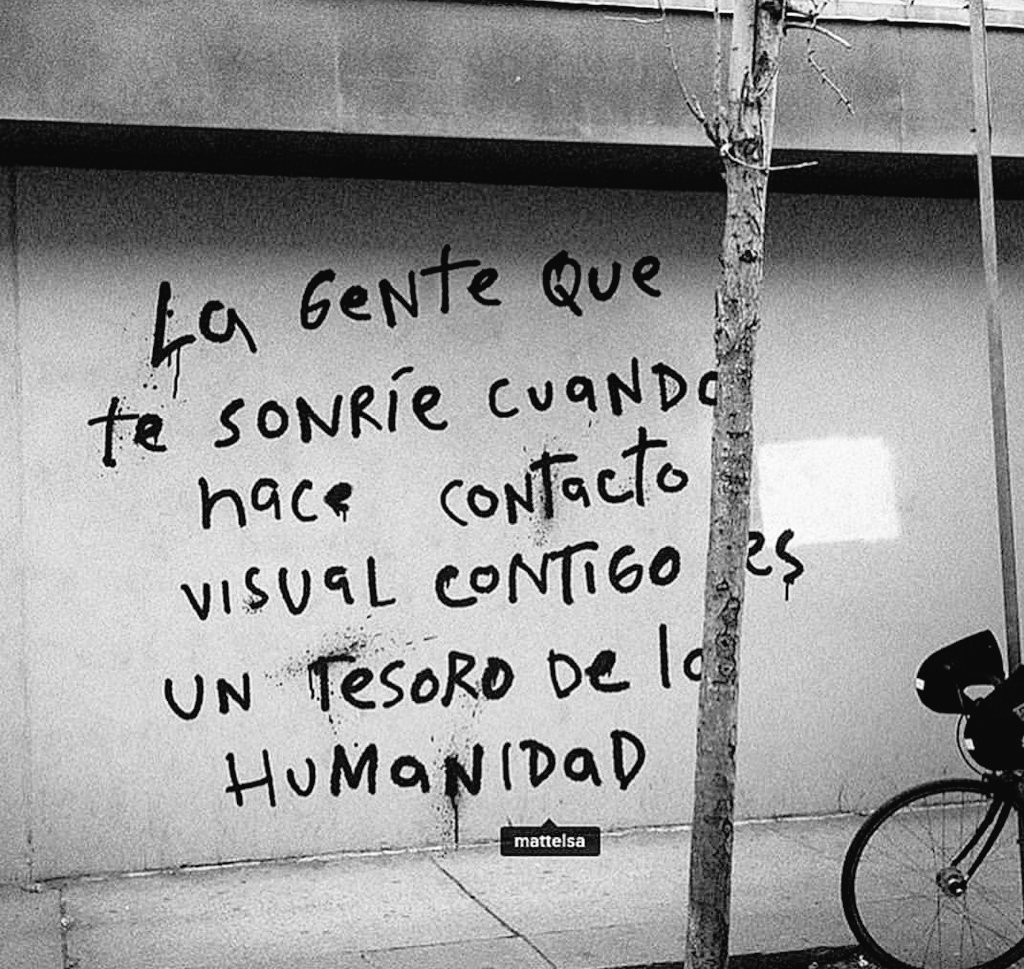 La gente que
te sonríe cuando
hace contacto
visual contigo es
un tesoro de la
humanidad
mattelsa